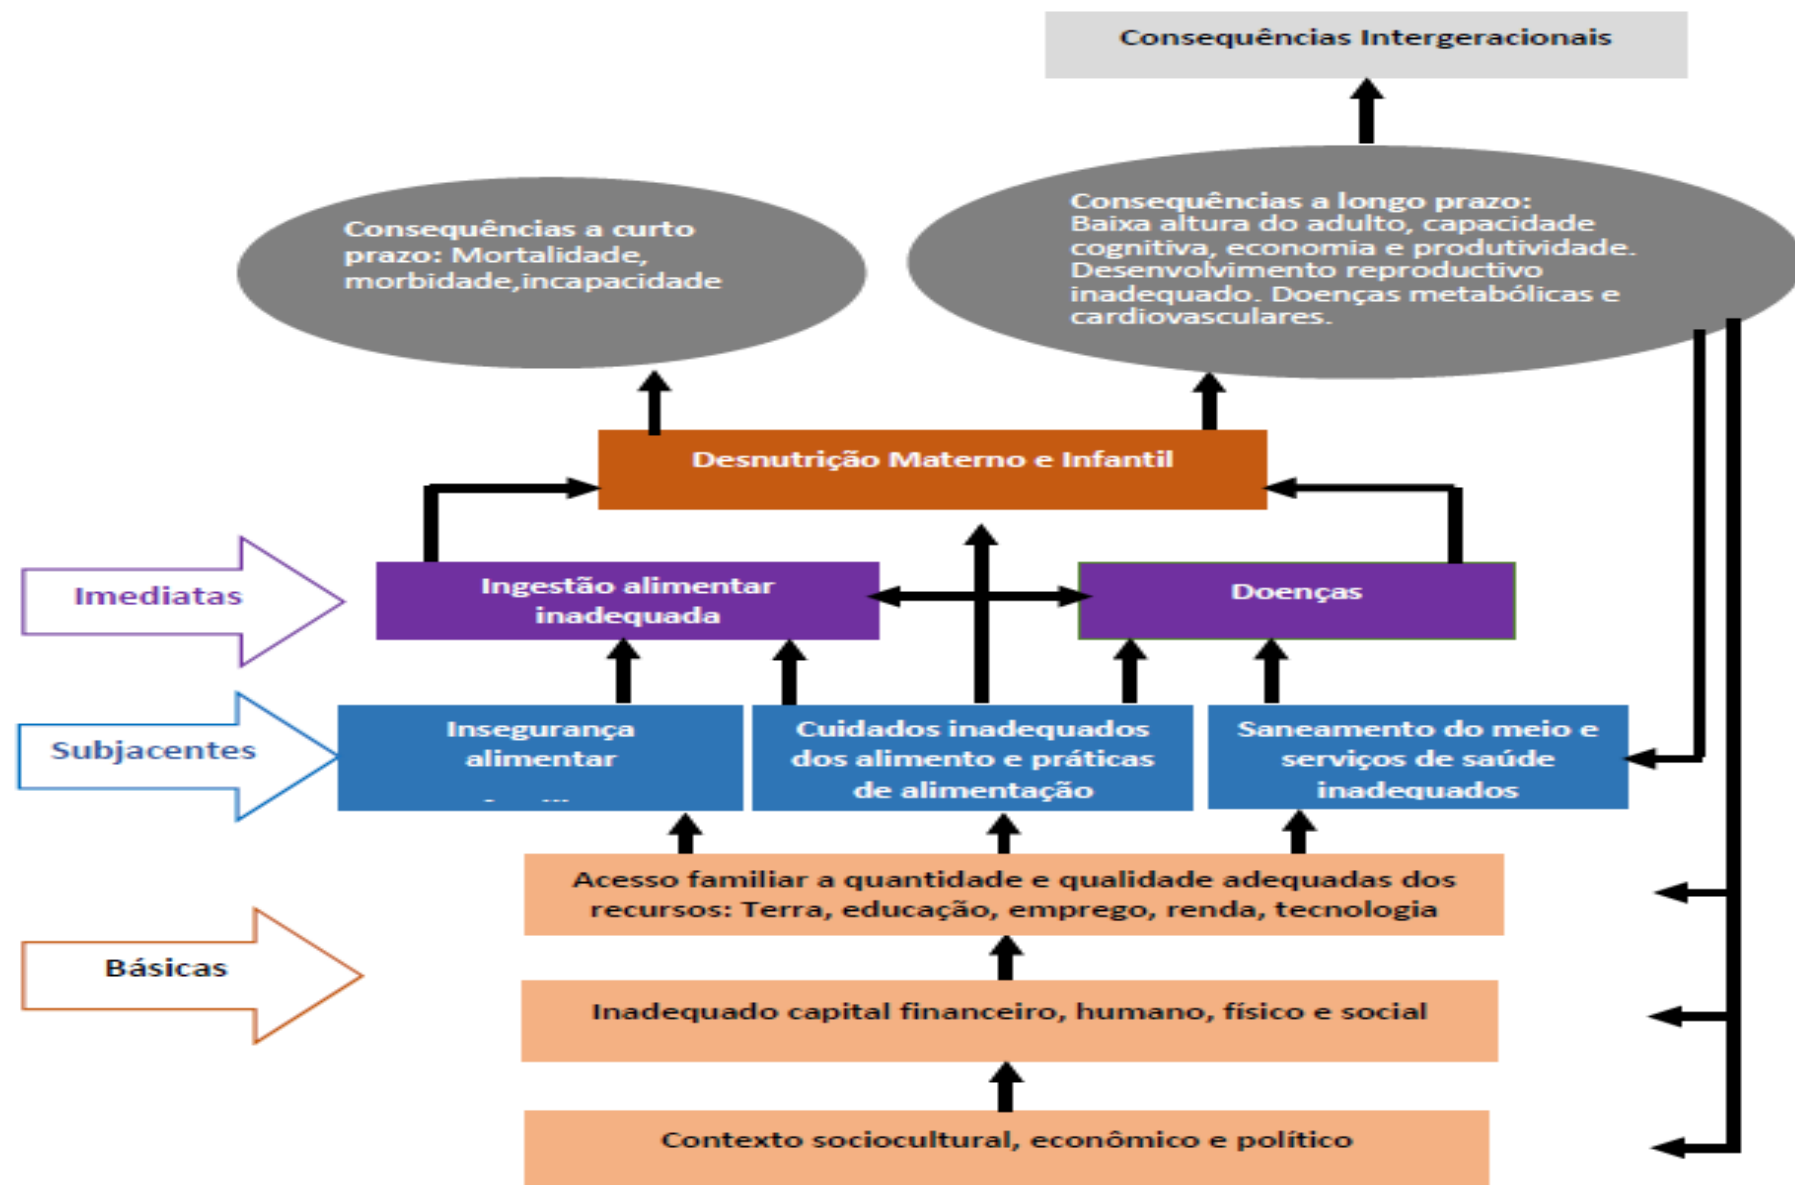 Consequências Intergeracionais
Consequências a curto
prazo: Mortalidade,
morbidade,incapacidade
Consequências a longo prazo:
Baixa altura do adulto, capacidade
cognitiva, economia e produtividade.
Desenvolvimento reproductivo
inadequado. Doenças metabólicas e
cardiovasculares.
Desnutrição Materno e Infantil
Imediatas
Ingestão alimentar
inadequada
Doenças
Subjacentes
Insegurança
alimentar
Cuidados inadequados
dos alimento e práticas
de alimentação
Saneamento do meio e
serviços de saúde
inadequados
Básicas
Acesso familiar a quantidade e qualidade adequadas dos
recursos: Terra, educação, emprego, renda, tecnologia
Inadequado capital financeiro, humano, físico e social
Contexto sociocultural, econômico e político